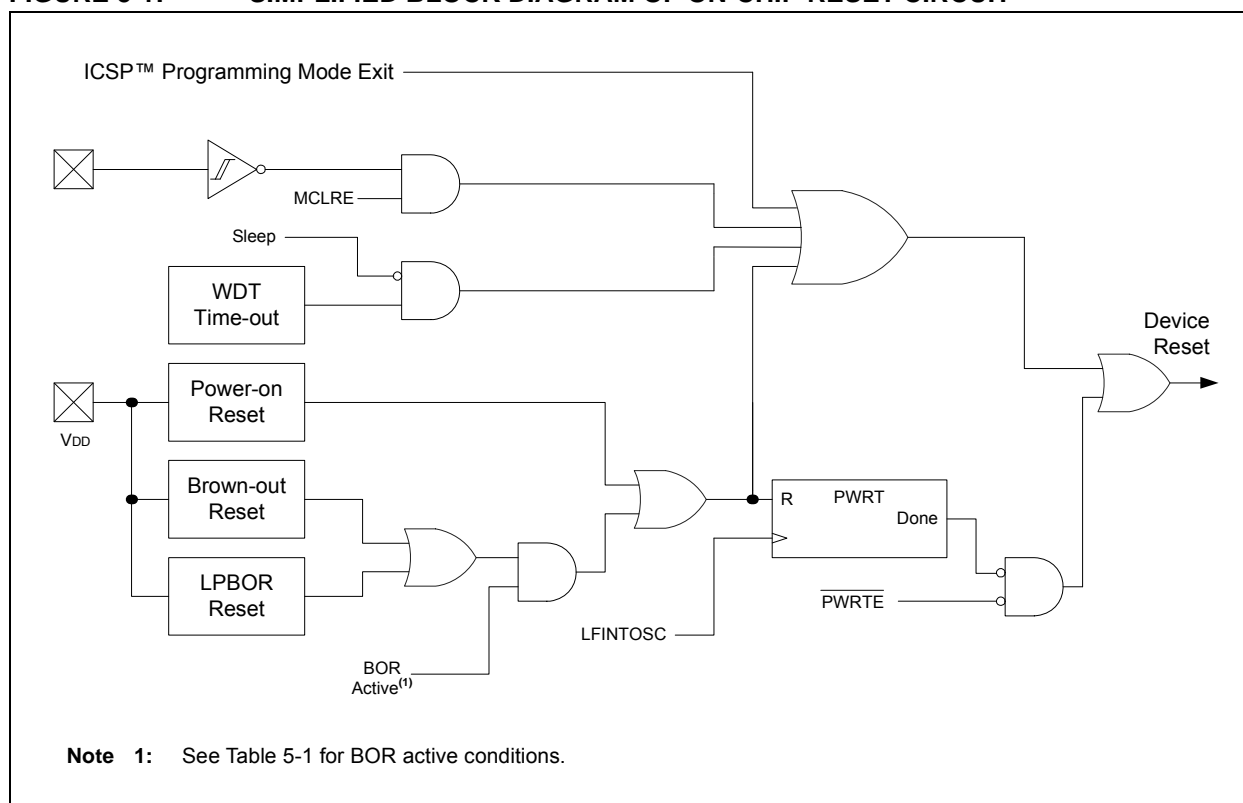 ICSP™ Programming Mode Exit
MCLRE
Sleep
WDT
Time-out
Device
Reset
Power-on
Reset
VDD
Brown-out
Reset
R
PWRT
Done
LPBOR
Reset
PWRTE
LFINTOSC
BOR
Active(1)
Note 1: See Table 5-1 for BOR active conditions.